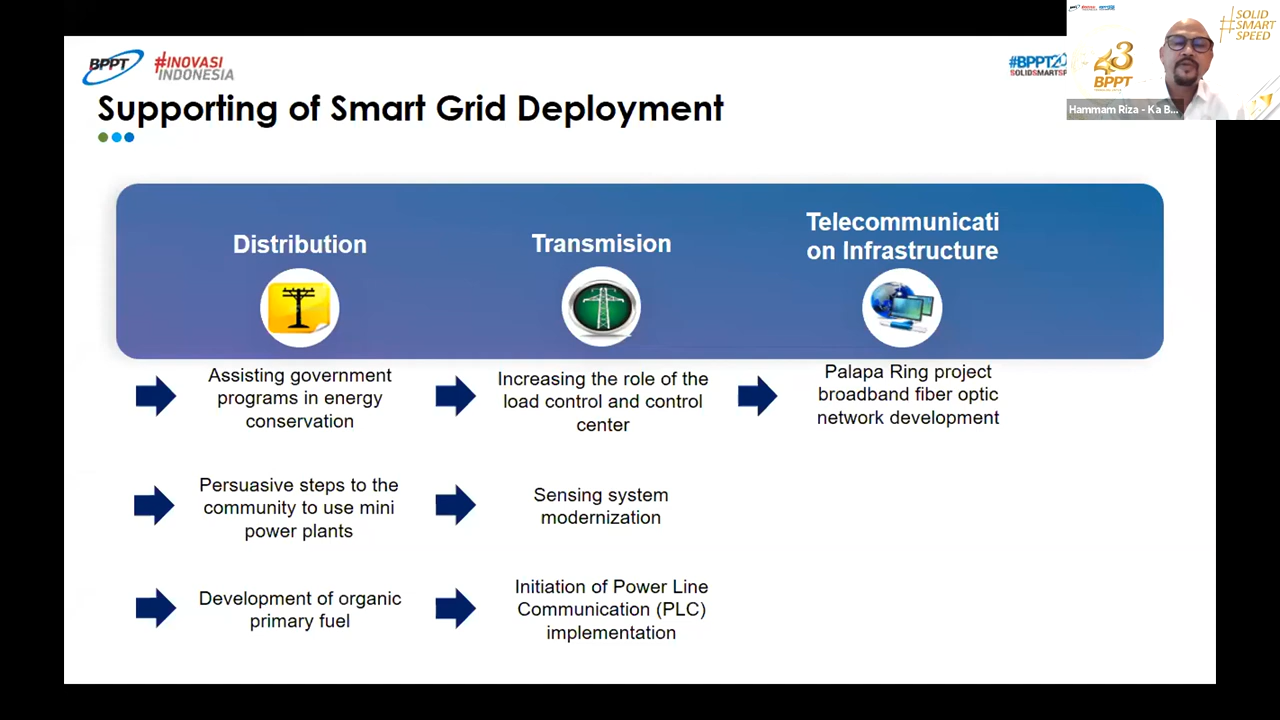 BPPT
#INOVASI
INDONESIA
#BPPT20
SOLIDSMARTSP
#SOLID
SMART
SPEED
43
BPPT
Hammam Riza - Ka B...
Supporting of Smart Grid Deployment
Distribution
Assisting government
programs in energy
conservation
Persuasive steps to the
community to use mini
power plants
Development of organic
primary fuel
Transmision
Increasing the role of the
load control and control
center
Sensing system
modernization
Initiation of Power Line
Communication (PLC)
implementation
Telecommunicati
on Infrastructure
Palapa Ring project
broadband fiber optic
network development